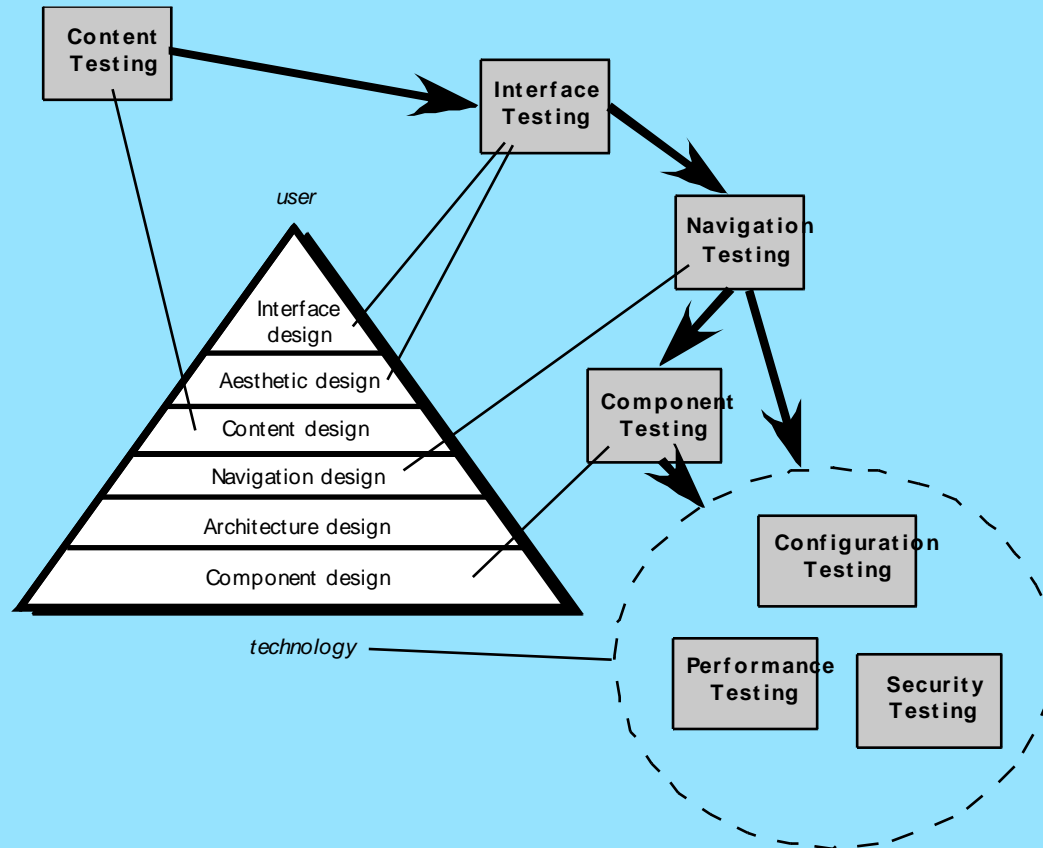 Content
Testing
Interface
Testing
user
Navigation
Testing
Interface
design
Aesthetic design
Component
Testing
Content design
Navigation design
Architecture design
Configuration
Testing
Component design
technology
Performance
Testing
Security
Testing